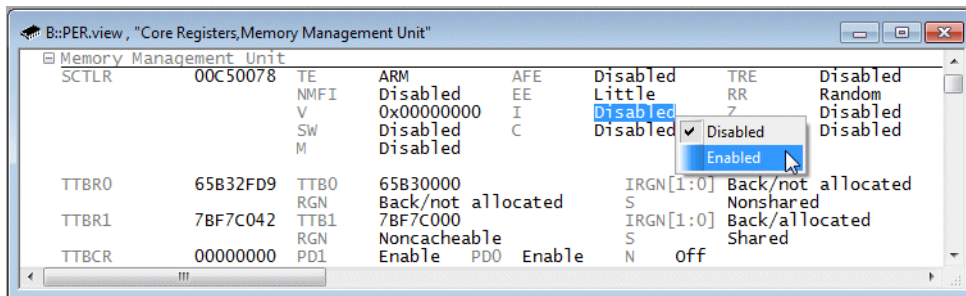 B::PER.view , "Core Registers,Memory Management Unit"
Memory Management Unit
SCTLR 00C50078 TE ARM AFE Disabled TRE Disabled
NMFI Disabled EE Little RR Random
V 0x00000000 I Disabled Z Disabled
SW Disabled C Disabled Disabled
M Disabled
Disabled
Enabled
TTBR0 65B32FD9 TTB0 65B30000 IRGN[1:0] Back/not allocated
RGN Back/not allocated S Nonshared
TTBR1 7BF7C042 TTB1 7BF7C000 IRGN[1:0] Back/allocated
RGN Noncacheable S Shared
TTBCR 00000000 PD1 Enable PD0 Enable N Off